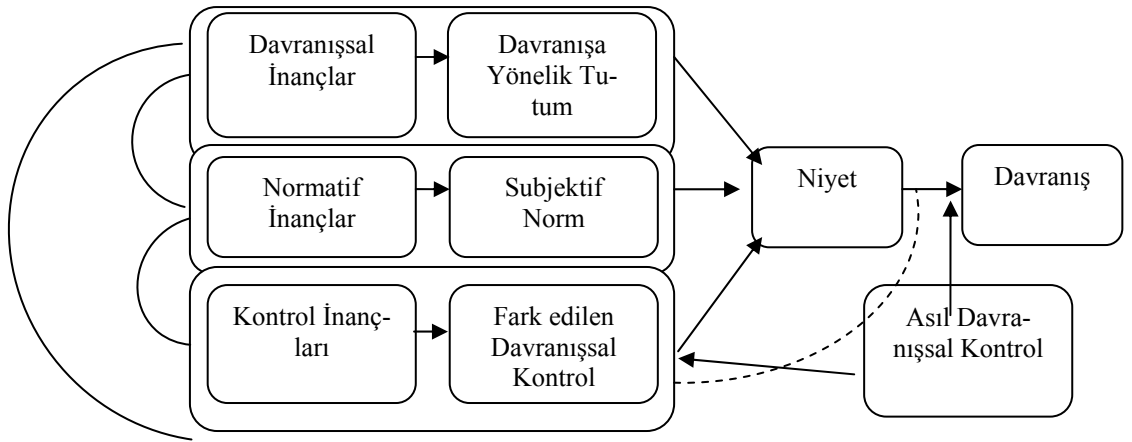 Davranışsal
İnançlar
Davranışa
Yönelik Tu-
tum
Normatif
İnançlar
Subjektif
Norm
Niyet
Davranış
Kontrol İnanç-
ları
Fark edilen
Davranışsal
Kontrol
Asıl Davra-
nışsal Kontrol